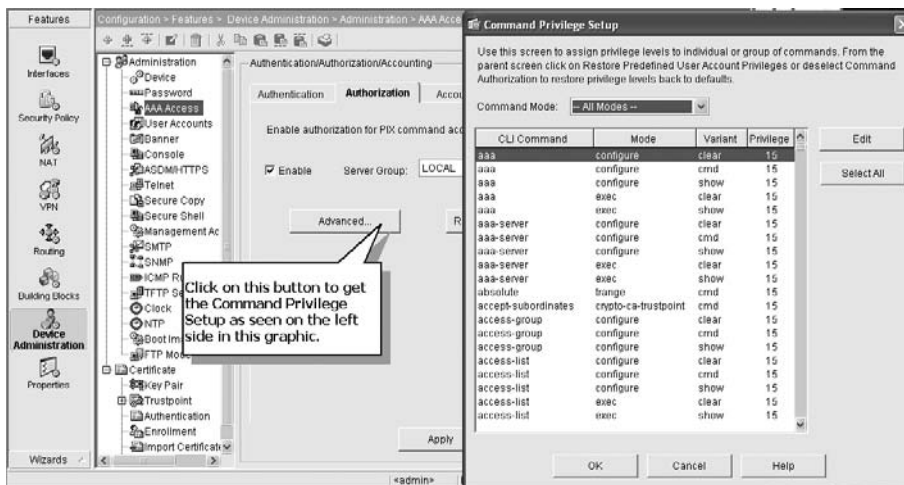 Features
Interfaces
Security Policy
NAT
VPN
Routing
Building Blocks
Device
Administration
Properties
Wizards
Configuration > Features > Device Administration > Administration > AAA Acce
Administration
Device
Password
AAA Access
User Accounts
Banner
Console
ASDM/HTTPS
Telnet
Secure Copy
Secure Shell
Management Ac
SMTP
SNMP
ICMP R
TFTP Se
Clock
NTP
Boot Im
FTP Mode
Certificate
Key Pair
Trustpoint
Authentication
Enrollment
Import Certificate
Authentication/Authorization/Accounting
Authentication Authorization Accou
Enable authorization for PIX command acc
Enable Server Group: LOCAL
Advanced... R
Click on this button to get
the Command Privilege
Setup as seen on the left
side in this graphic.
Apply
<admin>
Command Privilege Setup
Use this screen to assign privilege levels to individual or group of commands. From the
parent screen click on Restore Predefined User Account Privileges or deselect Command
Authorization to restore privilege levels back to defaults.
Command Mode: -- All Modes --
CLI Command Mode Variant Privilege
aaa configure clear 15
aaa configure cmd 15
aaa configure show 15
aaa exec clear 15
aaa exec show 15
aaa-server configure clear 15
aaa-server configure cmd 15
aaa-server configure show 15
aaa-server exec clear 15
aaa-server exec show 15
absolute trange cmd 15
accept-subordinates crypto-ca-trustpoint cmd 15
access-group configure clear 15
access-group configure cmd 15
access-group configure show 15
access-list configure clear 15
access-list configure cmd 15
access-list configure show 15
access-list exec clear 15
access-list exec show 15
Edit
Select All
OK Cancel Help